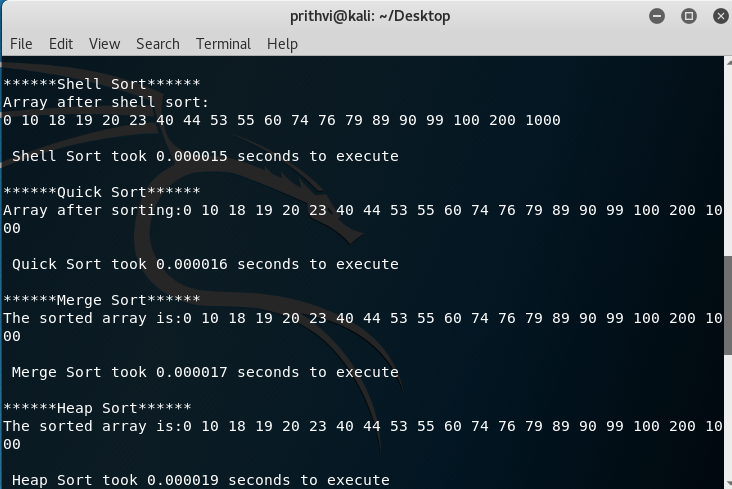 prithvi@kali: ~/Desktop
File Edit View Search Terminal Help
******Shell Sort******
Array after shell sort:
0 10 18 19 20 23 40 44 53 55 60 74 76 79 89 90 99 100 200 1000
Shell Sort took 0.000015 seconds to execute
******Quick Sort******
Array after sorting:0 10 18 19 20 23 40 44 53 55 60 74 76 79 89 90 99 100 200 10
00
Quick Sort took 0.000016 seconds to execute
******Merge Sort******
The sorted array is:0 10 18 19 20 23 40 44 53 55 60 74 76 79 89 90 99 100 200 10
00
Merge Sort took 0.000017 seconds to execute
******Heap Sort******
The sorted array is:0 10 18 19 20 23 40 44 53 55 60 74 76 79 89 90 99 100 200 10
00
Heap Sort took 0.000019 seconds to execute